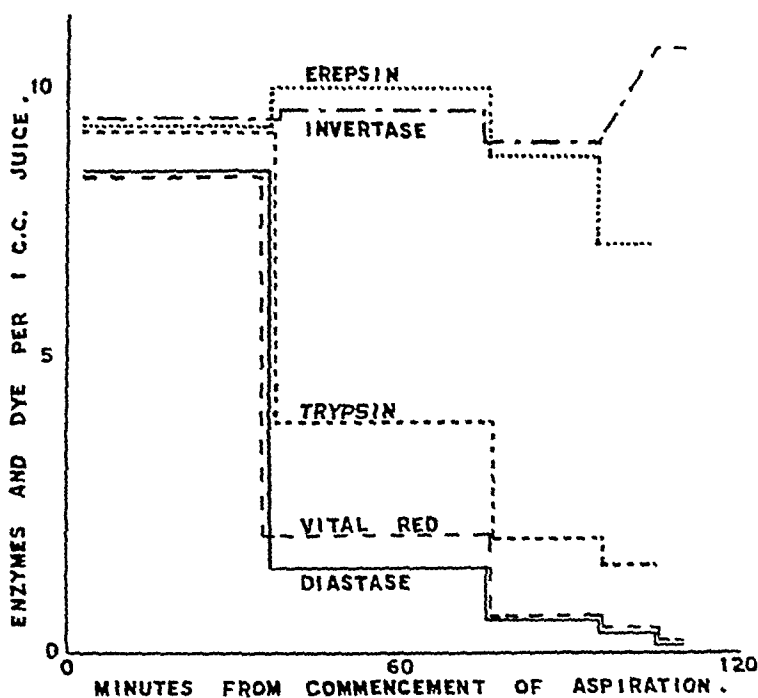 ENZYMES AND DYE PER 1 C.C. JUICE.
10
5
0
EREPSIN
INVERTASE
TRYPSIN
VITAL RED
DIASTASE
0 60 120
MINUTES FROM COMMENCEMENT OF ASPIRATION.